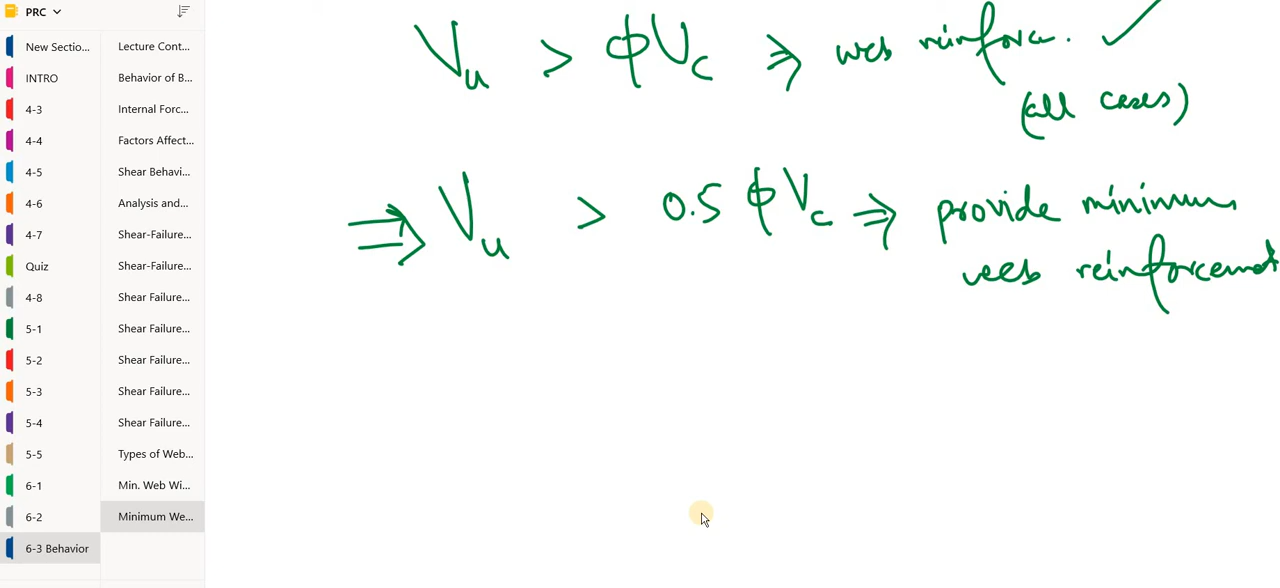 PRC
New Sectio...
INTRO
4-3
4-4
4-5
4-6
4-7
Quiz
4-8
5-1
5-2
5-3
5-4
5-5
6-1
6-2
6-3 Behavior
Lecture Cont...
Behavior of B...
Internal Forc...
Factors Affect...
Shear Behavi...
Analysis and...
Shear-Failure...
Shear-Failure...
Shear Failure...
Shear Failure...
Shear Failure...
Shear Failure...
Shear Failure...
Types of Web...
Min. Web Wi...
Minimum We...
Vu > ϕVc ⇒ web reinforce. ✓
(all cases)
⇒ Vu > 0.5 ϕVc ⇒ provide minimum
web reinforcement